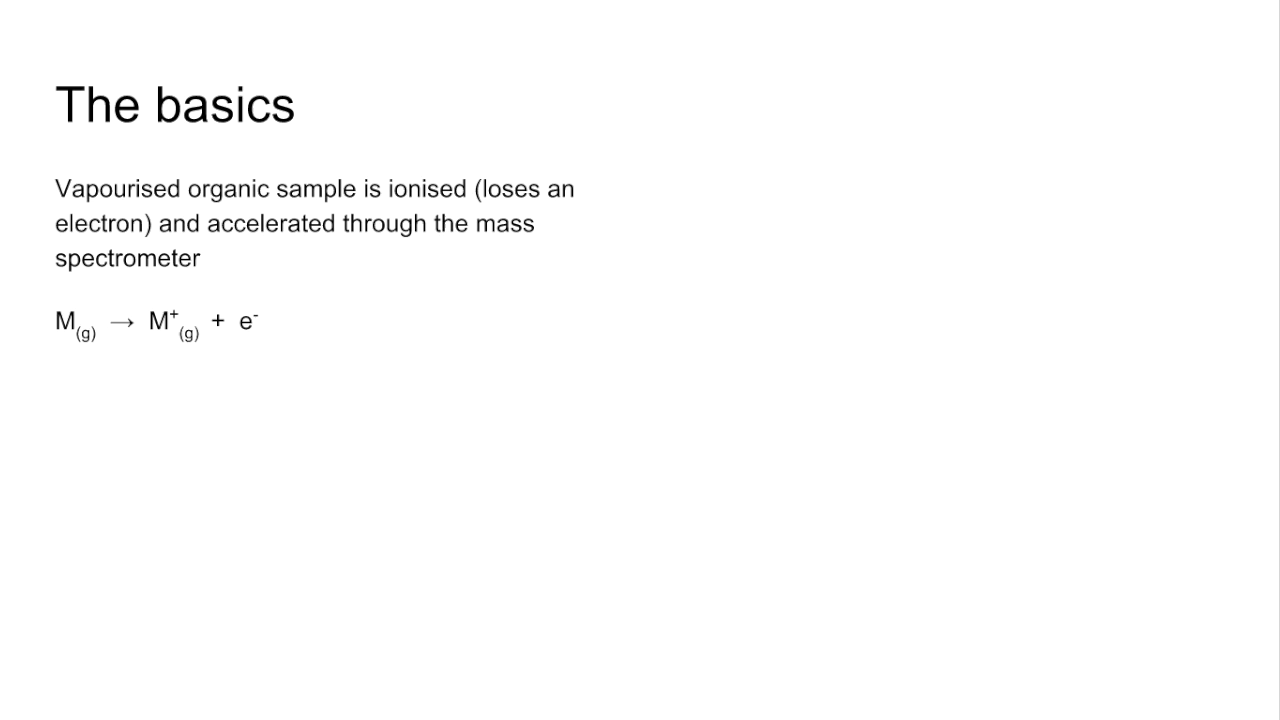 The basics
Vapourised organic sample is ionised (loses an
electron) and accelerated through the mass
spectrometer
M(g) → M⁺(g) + e⁻